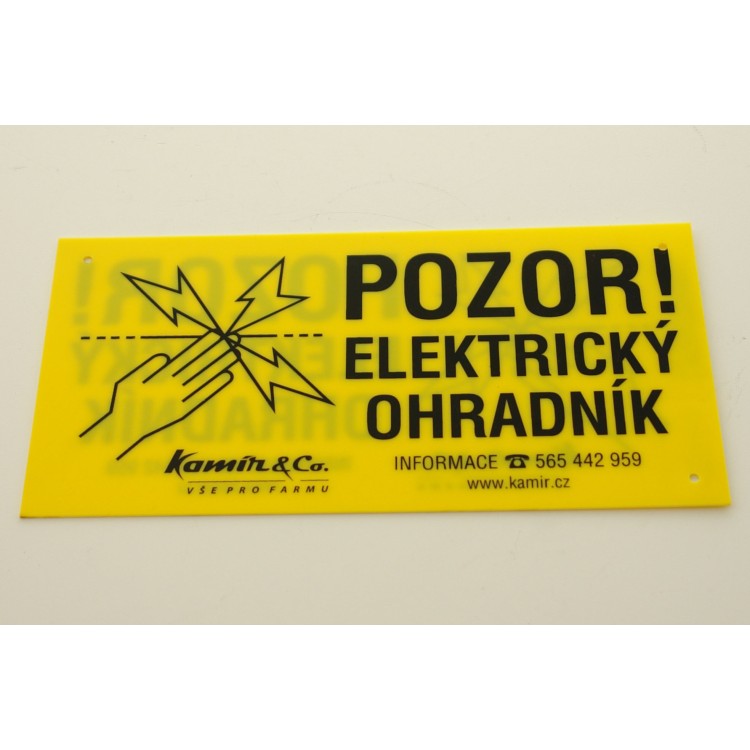 POZOR!
ELEKTRICKÝ
OHRADNÍK
Kamír & Co.
VŠE PRO FARMU
INFORMACE ☎ 565 442 959
www.kamir.cz